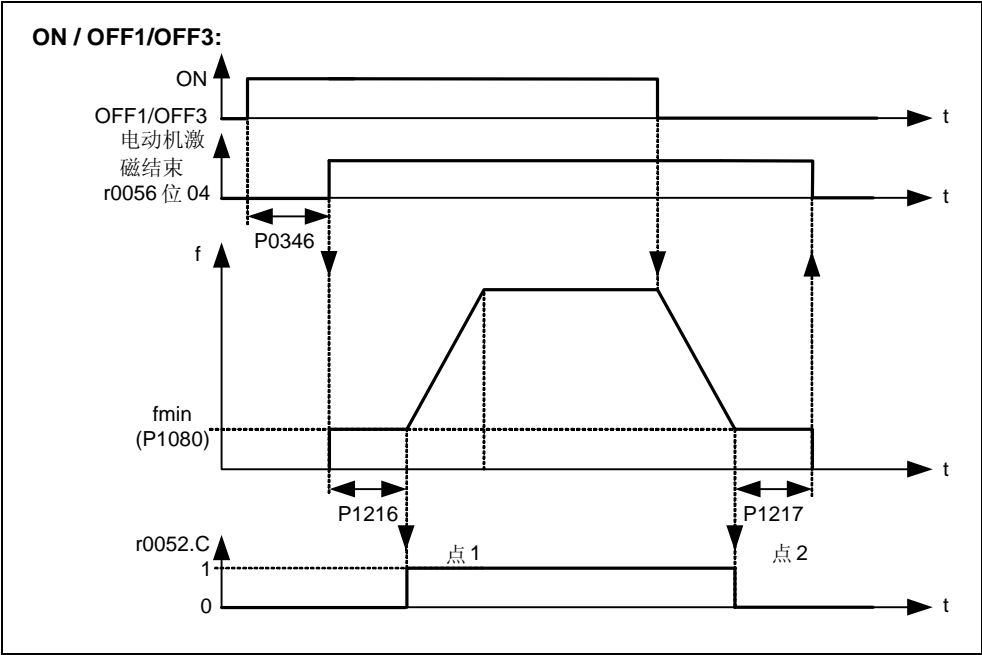 ON / OFF1/OFF3:
ON
OFF1/OFF3
t
电动机激
磁结束
r0056 位 04
t
P0346
f
fmin
(P1080)
t
P1216
P1217
r0052.C
点 1
点 2
1
0
t